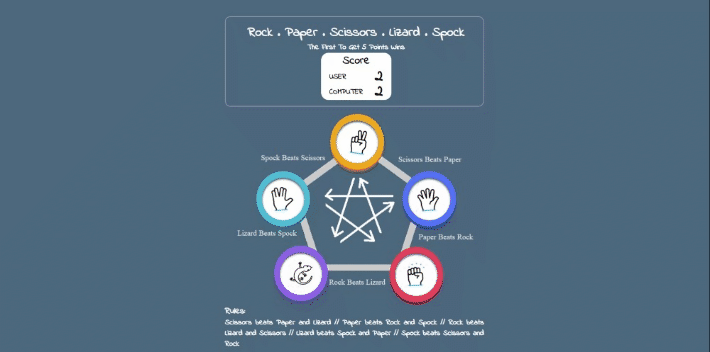 Rock . Paper . Scissors . Lizard . Spock
The First To Get 5 Points Wins
Score
USER 2
COMPUTER 2
Spock Beats Scissors
Scissors Beats Paper
Lizard Beats Spock
Paper Beats Rock
Rock Beats Lizard
Rules:
Scissors beats Paper and Lizard // Paper beats Rock and Spock // Rock beats
Lizard and Scissors // Lizard beats Spock and Paper // Spock beats Scissors and
Rock